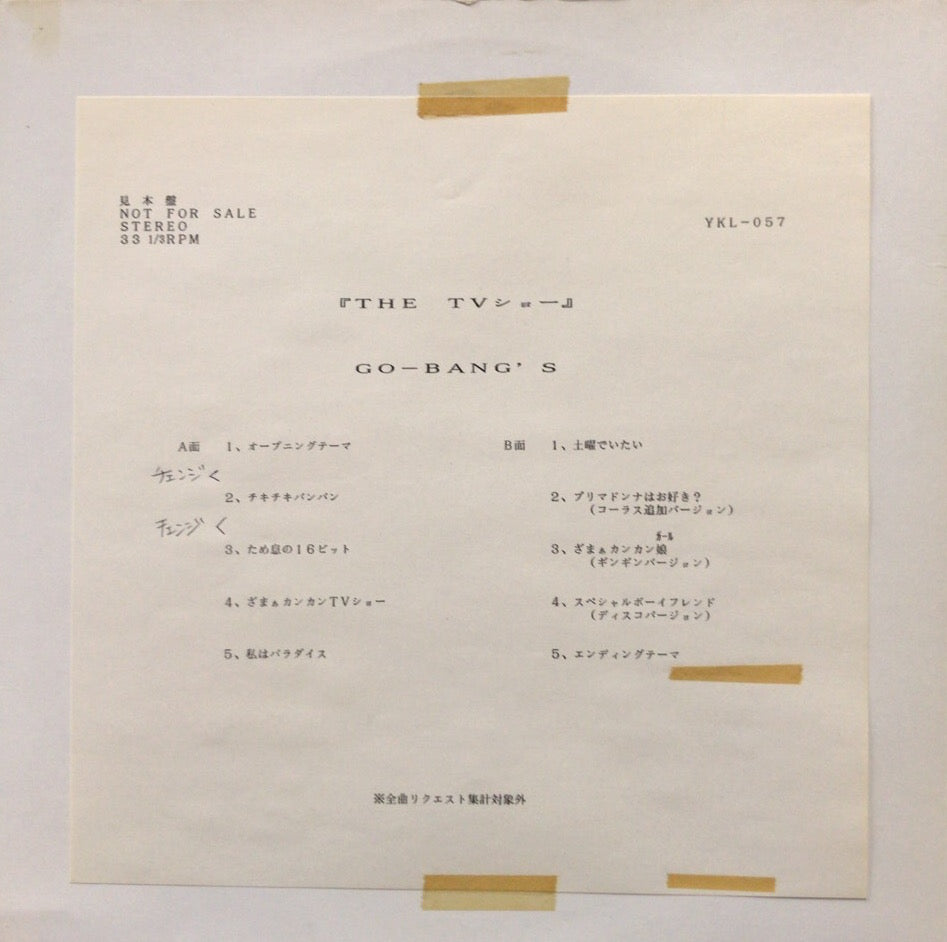 見本盤
NOT FOR SALE
STEREO
33 1/3RPM
YKL-057
『THE TVショー』
GO-BANG'S
A面 1、オープニングテーマ
チェンジく
2、チキチキバンバン
チェンジく
3、ため息の16ビット
4、ざまぁカンカンTVショー
5、私はパラダイス
B面 1、土曜でいたい
2、プリマドンナはお好き?
(コーラス追加バージョン)
ガール
3、ざまぁカンカン娘
(ギンギンバージョン)
4、スペシャルボーイフレンド
(ディスコバージョン)
5、エンディングテーマ
※全曲リクエスト集計対象外